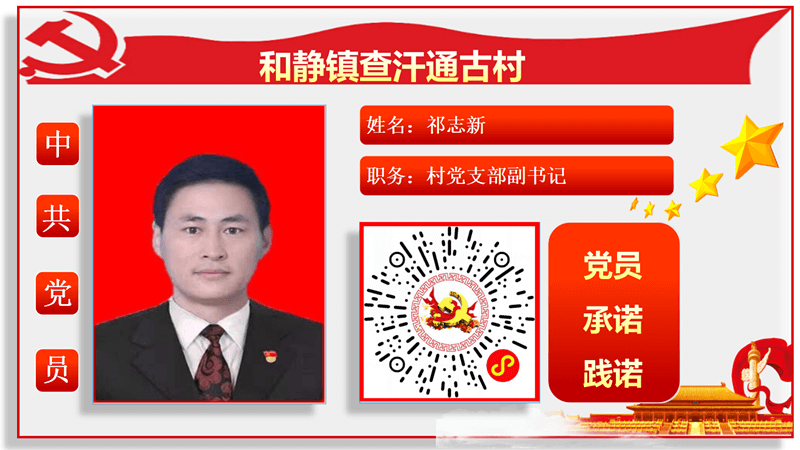 和静镇查汗通古村
中
共
党
员
姓名：祁志新
职务：村党支部副书记
党员
承诺
践诺